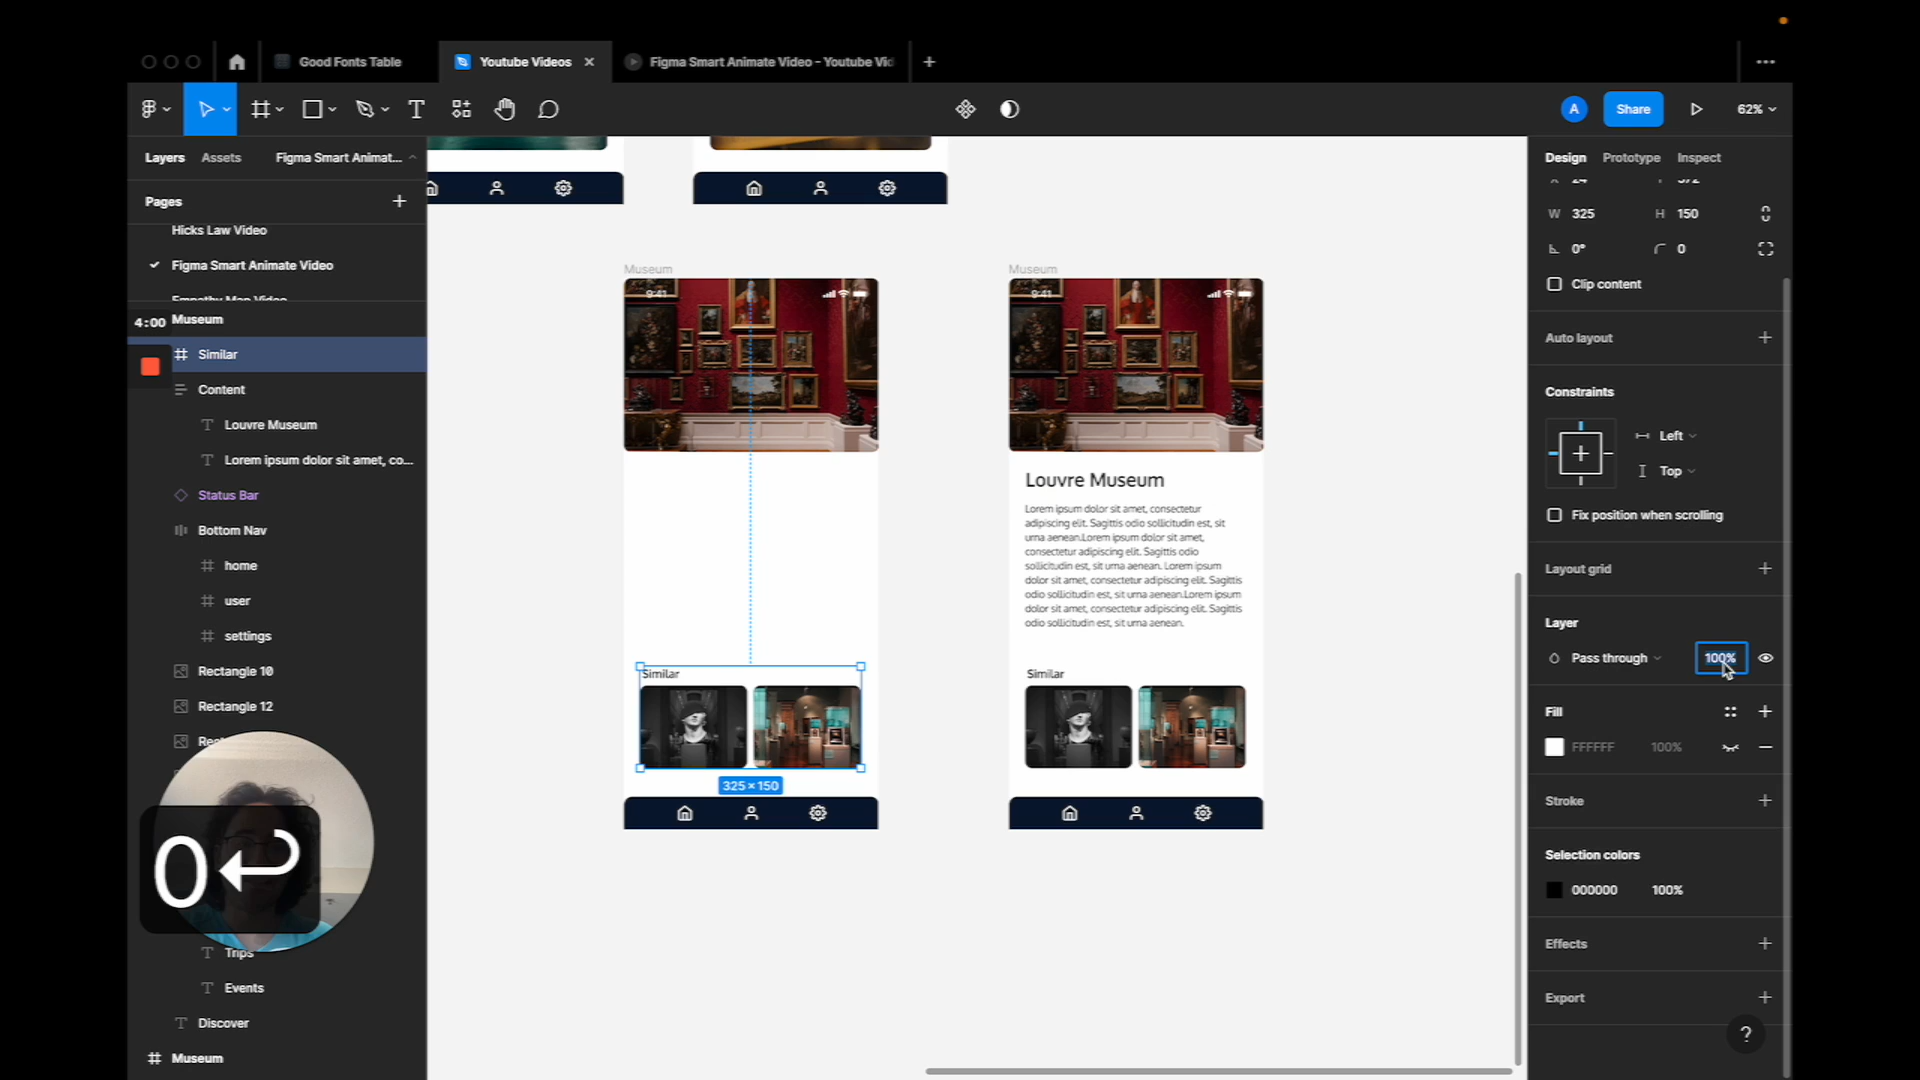 Good Fonts Table
Youtube Videos
Figma Smart Animate Video - Youtube Vid
A
Share
62%
Layers
Assets
Figma Smart Animat...
Design
Prototype
Inspect
Pages
Hicks Law Video
Figma Smart Animate Video
Empathy Map Video
4:00
Museum
Similar
Content
Louvre Museum
Lorem ipsum dolor sit amet, co...
Status Bar
Bottom Nav
home
user
settings
Rectangle 10
Rectangle 12
Trips
Events
Discover
Museum
0
Museum
9:41
Similar
325 × 150
Museum
9:41
Louvre Museum
Lorem ipsum dolor sit amet, consectetur
adipiscing elit. Sagittis odio sollicitudin est, sit
urna aenean.Lorem ipsum dolor sit amet,
consectetur adipiscing elit. Sagittis odio
sollicitudin est, sit urna aenean. Lorem ipsum
dolor sit amet, consectetur adipiscing elit. Sagittis
odio sollicitudin est, sit urna aenean.Lorem ipsum
dolor sit amet, consectetur adipiscing elit. Sagittis
odio sollicitudin est, sit urna aenean.
Similar
X 24 Y 572
W 325 H 150
0° 0
Clip content
Auto layout
Constraints
Left
Top
Fix position when scrolling
Layout grid
Layer
Pass through 100%
Fill
FFFFFF 100%
Stroke
Selection colors
000000 100%
Effects
Export
?